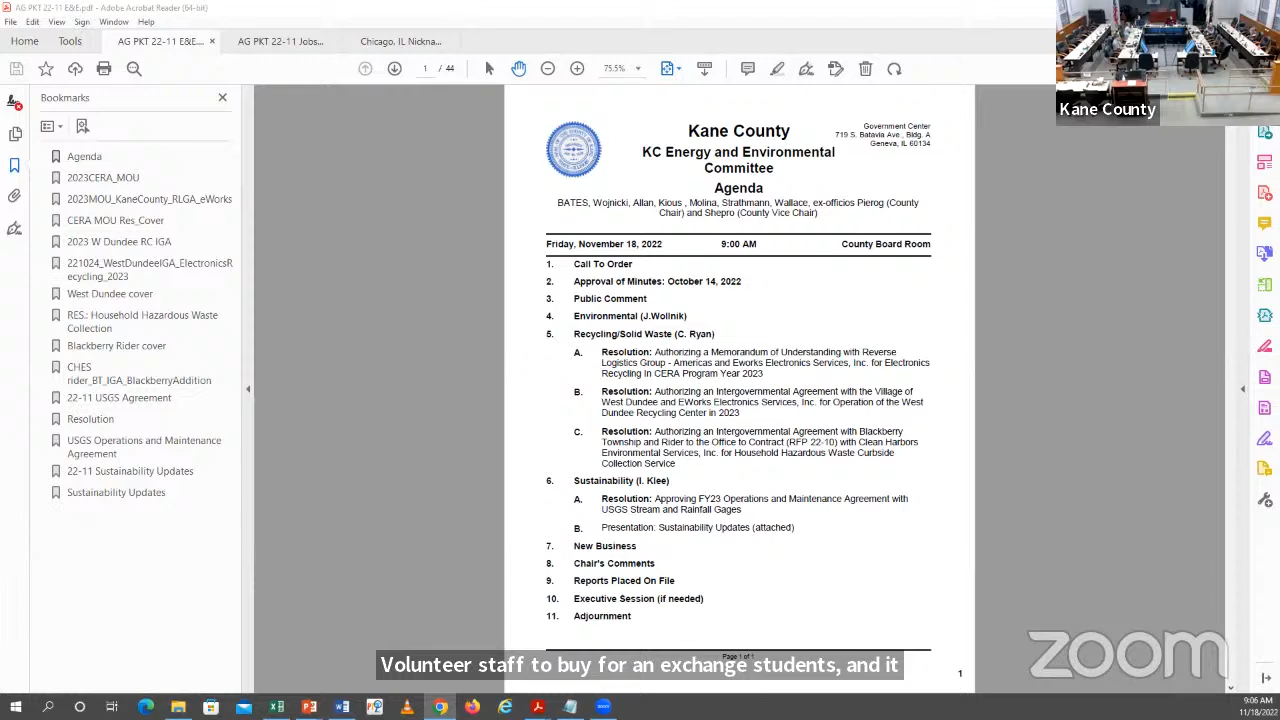 AG PKT 22-11 E&E.pdf - Adobe Acrobat Reader (64-bit)
File Edit View Sign Window Help
Home Tools AG PKT 22-11 E&E... × AG PKT 22-11 Jobs... Chicago. IL Nickna...
1 / 44 75.5%
Kane County
Bookmarks
Agenda
2023CERA_MOU
2023MOU_KaneCounty_RLGA_eWorks
CERA MOU Res_Cover
2023 W Dundee RC IGA
221024_WestDundeeIGA_ElectronicsR
ecycling_2023
West Dundee cover
RES.: Household Hazardous Waste
Collection
Blackberry Rider cover
CHES
rider_BT_IGA_BlackberryAddition
22-11 USGS Agreement
Resolution
USGS Operations and Maintenance
Agreement
22-11 Sustainability Updates
Sustainability Updates
Kane County
KC Energy and Environmental
Committee
Agenda
Government Center
719 S. Batavia Ave., Bldg. A
Geneva, IL 60134
BATES, Wojnicki, Allan, Kious , Molina, Strathmann, Wallace, ex-officios Pierog (County
Chair) and Shepro (County Vice Chair)
Friday, November 18, 2022 9:00 AM County Board Room
1. Call To Order
2. Approval of Minutes: October 14, 2022
3. Public Comment
4. Environmental (J.Wollnik)
5. Recycling/Solid Waste (C. Ryan)
A. Resolution: Authorizing a Memorandum of Understanding with Reverse
Logistics Group - Americas and Eworks Electronics Services, Inc. for Electronics
Recycling In CERA Program Year 2023
B. Resolution: Authorizing an Intergovernmental Agreement with the Village of
West Dundee and EWorks Electronics Services, Inc. for Operation of the West
Dundee Recycling Center in 2023
C. Resolution: Authorizing an Intergovernmental Agreement with Blackberry
Township and Rider to the Office to Contract (RFP 22-10) with Clean Harbors
Environmental Services, Inc. for Household Hazardous Waste Curbside
Collection Service
6. Sustainability (I. Klee)
A. Resolution: Approving FY23 Operations and Maintenance Agreement with
USGS Stream and Rainfall Gages
B. Presentation: Sustainability Updates (attached)
7. New Business
8. Chair's Comments
9. Reports Placed On File
10. Executive Session (if needed)
11. Adjournment
Page 1 of 1
1
Volunteer staff to buy for an exchange students, and it
zoom
9:06 AM
11/18/2022